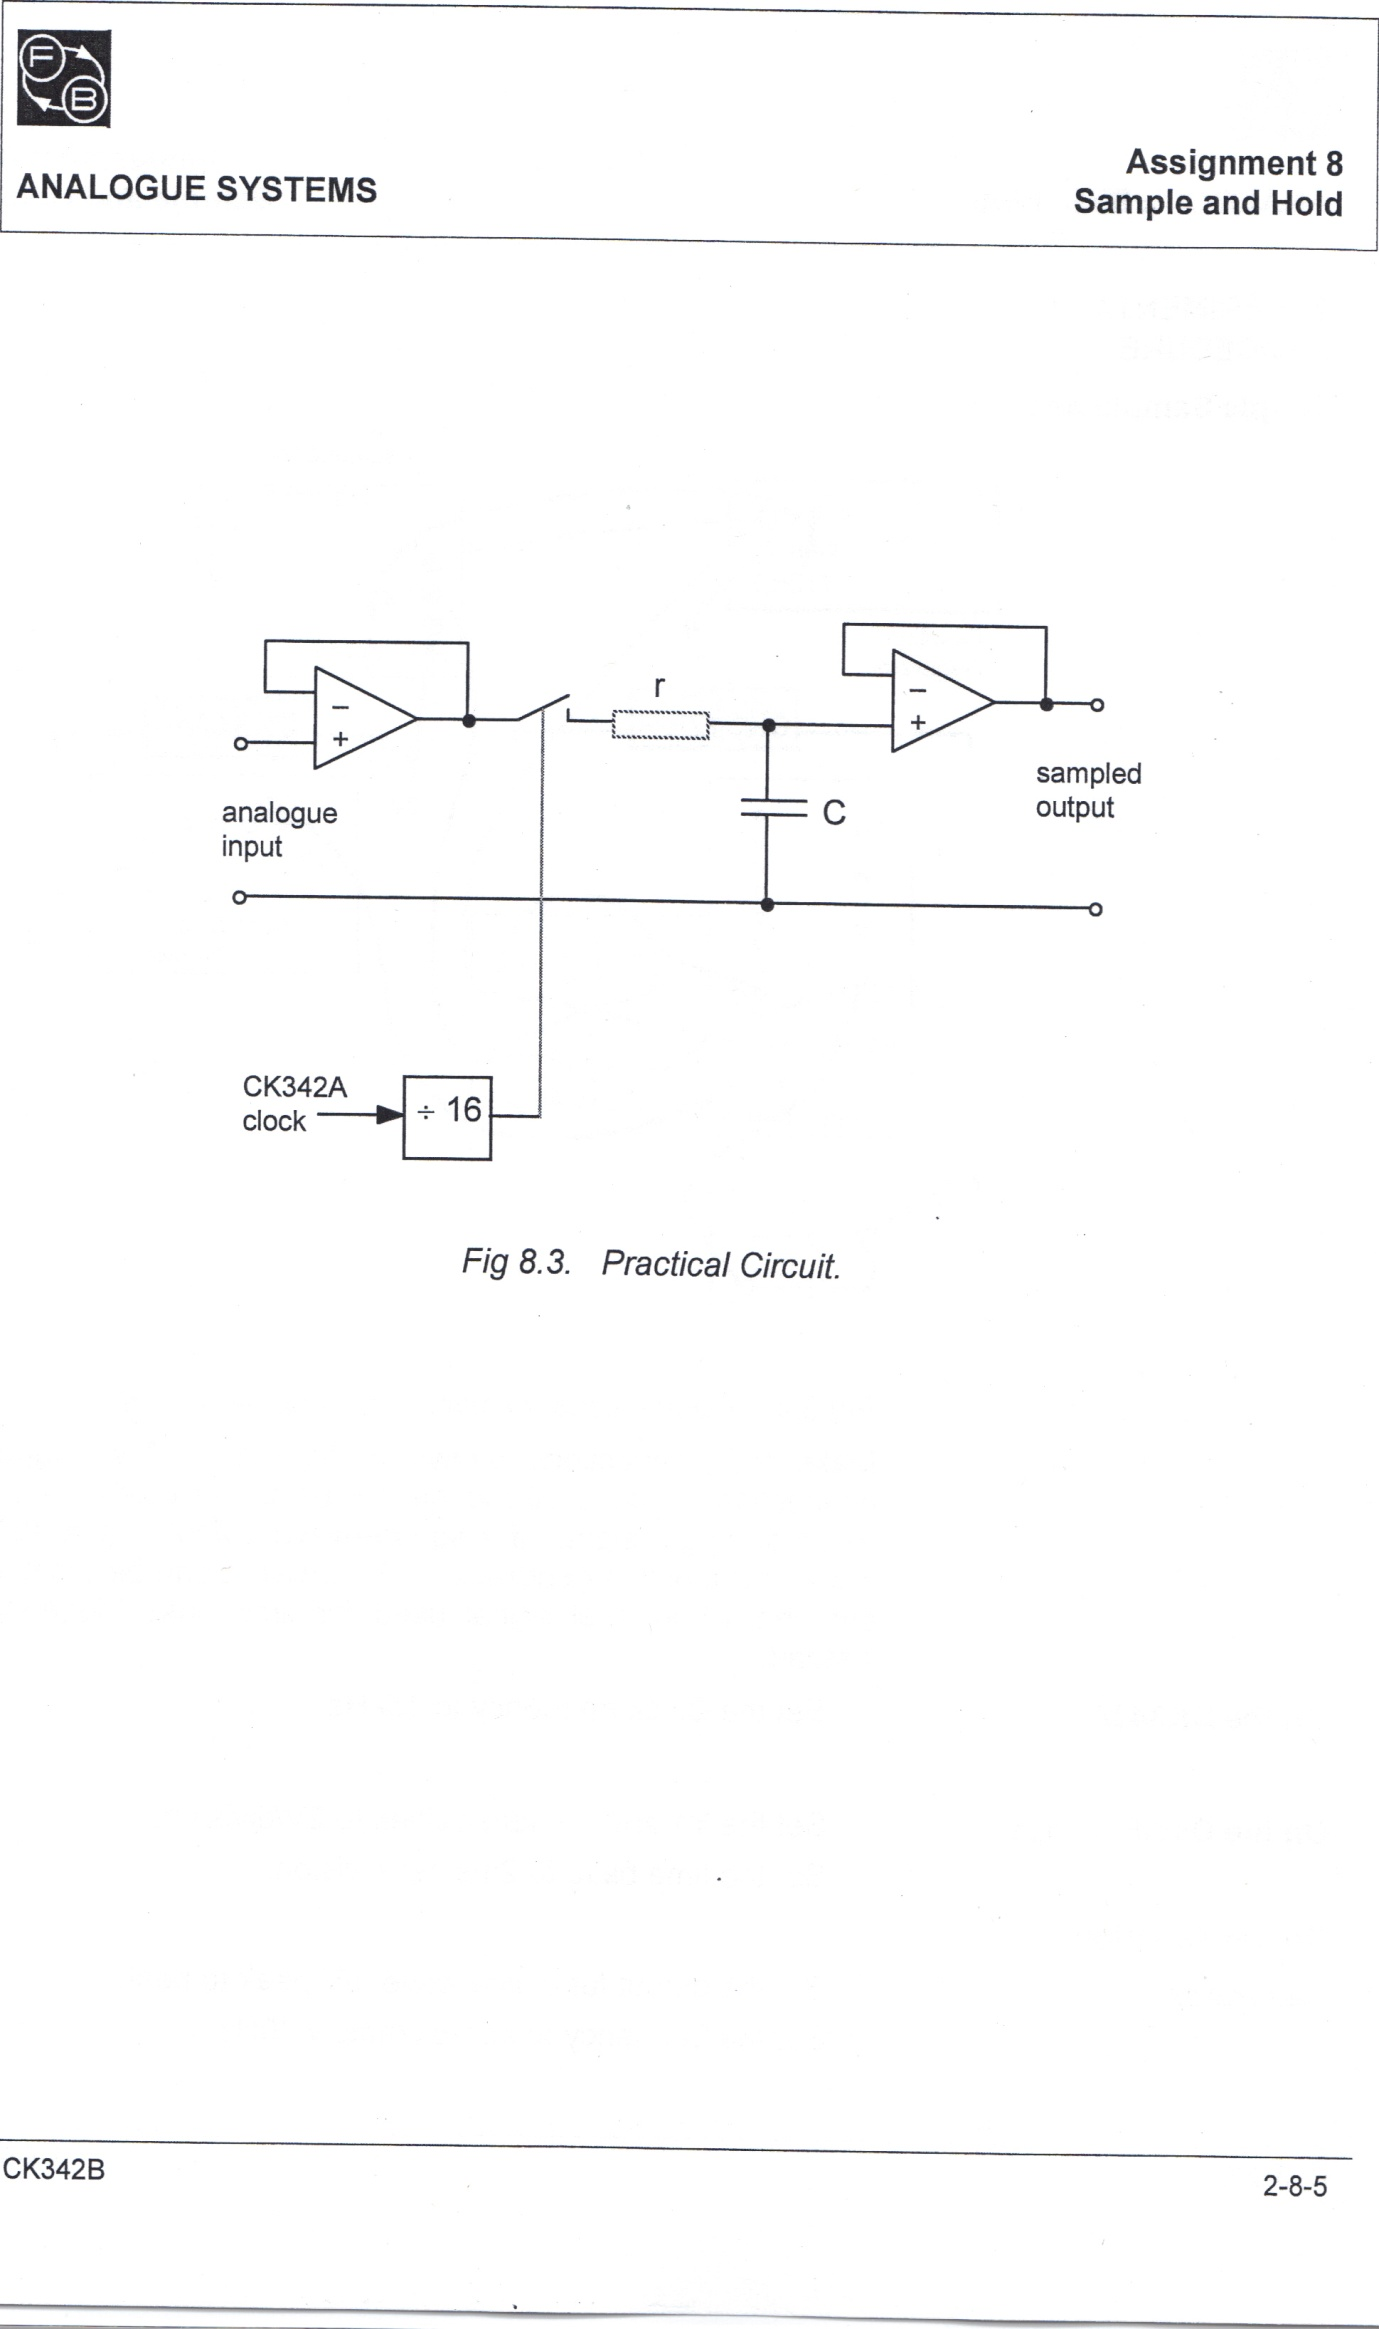 F
B
ANALOGUE SYSTEMS
Assignment 8
Sample and Hold
r
−
+
−
+
analogue
input
C
sampled
output
CK342A
clock
÷ 16
Fig 8.3. Practical Circuit.
CK342B
2-8-5